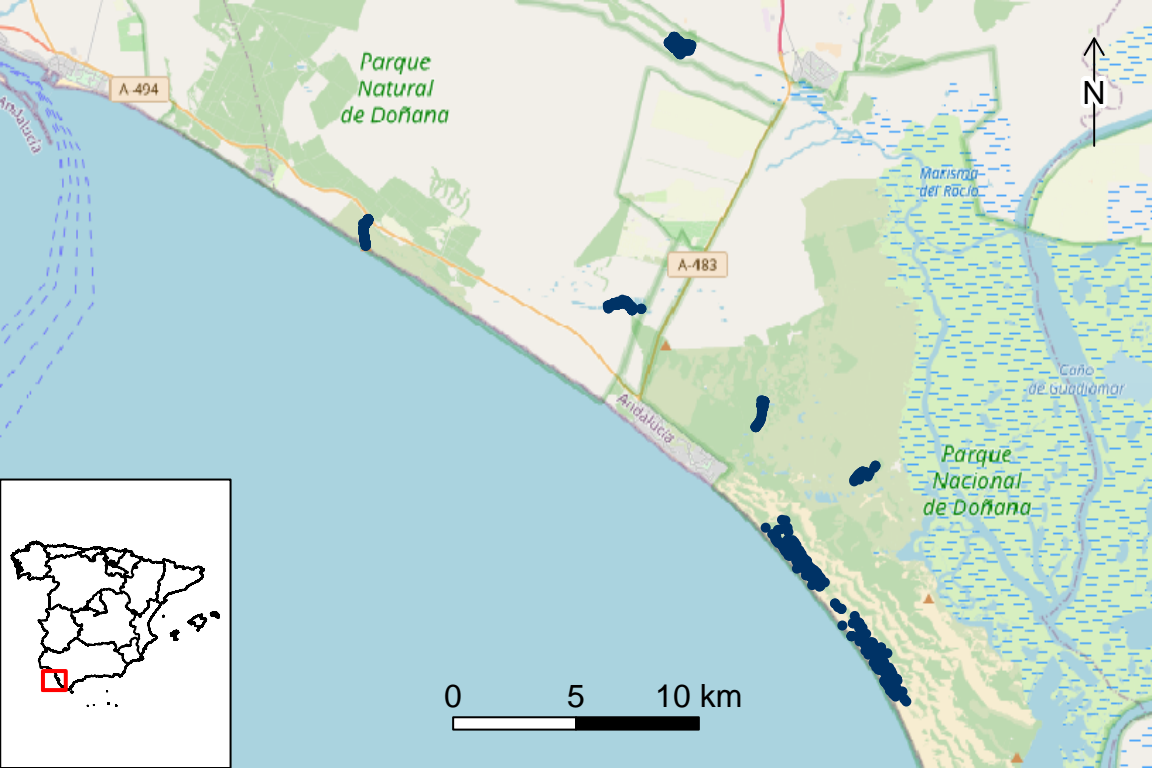 A 494
Parque
Natural
de Doñana
N
Andalucía
Marisma
del Rocío
A-483
Caño
de Guadiamar
Andalucía
Parque
Nacional
de Doñana
0 5 10 km